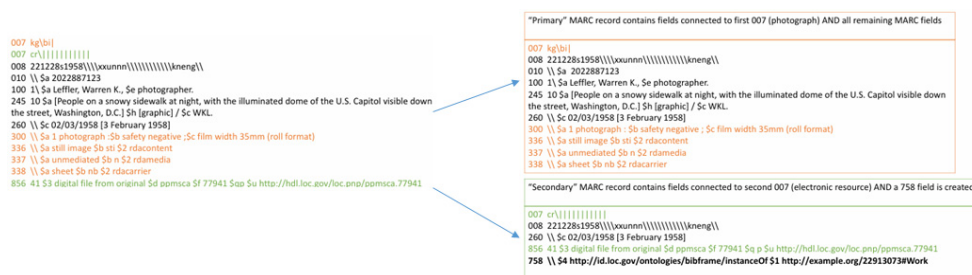 007 kg\bi|
007 cr\|||||||||||
008 221228s1958\\\\xxunnn\\\\\\\\\\\\kneng\\
010 \\ $a 2022887123
100 1\ $a Leffler, Warren K., $e photographer.
245 10 $a [People on a snowy sidewalk at night, with the illuminated dome of the U.S. Capitol visible down
the street, Washington, D.C.] $h [graphic] / $c WKL.
260 \\ $c 02/03/1958 [3 February 1958]
300 \\ $a 1 photograph :$b safety negative ;$c film width 35mm (roll format)
336 \\ $a still image $b sti $2 rdacontent
337 \\ $a unmediated $b n $2 rdamedia
338 \\ $a sheet $b nb $2 rdacarrier
856 41 $3 digital file from original $d ppmsca $f 77941 $qp $u http://hdl.loc.gov/loc.pnp/ppmsca.77941
"Primary" MARC record contains fields connected to first 007 (photograph) AND all remaining MARC fields
007 kg\bi|
008 221228s1958\\\\xxunnn\\\\\\\\\\\\kneng\\
010 \\ $a 2022887123
100 1\ $a Leffler, Warren K., $e photographer.
245 10 $a [People on a snowy sidewalk at night, with the illuminated dome of the U.S. Capitol visible down
the street, Washington, D.C.] $h [graphic] / $c WKL.
260 \\ $c 02/03/1958 [3 February 1958]
300 \\ $a 1 photograph : $b safety negative ; $c film width 35mm (roll format)
336 \\ $a still image $b sti $2 rdacontent
337 \\ $a unmediated $b n $2 rdamedia
338 \\ $a sheet $b nb $2 rdacarrier
"Secondary" MARC record contains fields connected to second 007 (electronic resource) AND a 758 field is created
007 cr\|||||||||||
008 221228s1958\\\\xxunnn\\\\\\\\\\\\kneng\\
260 \\ $c 02/03/1958 [3 February 1958]
856 41 $3 digital file from original $d ppmsca $f 77941 $q p $u http://hdl.loc.gov/loc.pnp/ppmsca.77941
758 \\ $4 http://id.loc.gov/ontologies/bibframe/instanceOf $1 http://example.org/22913073#Work